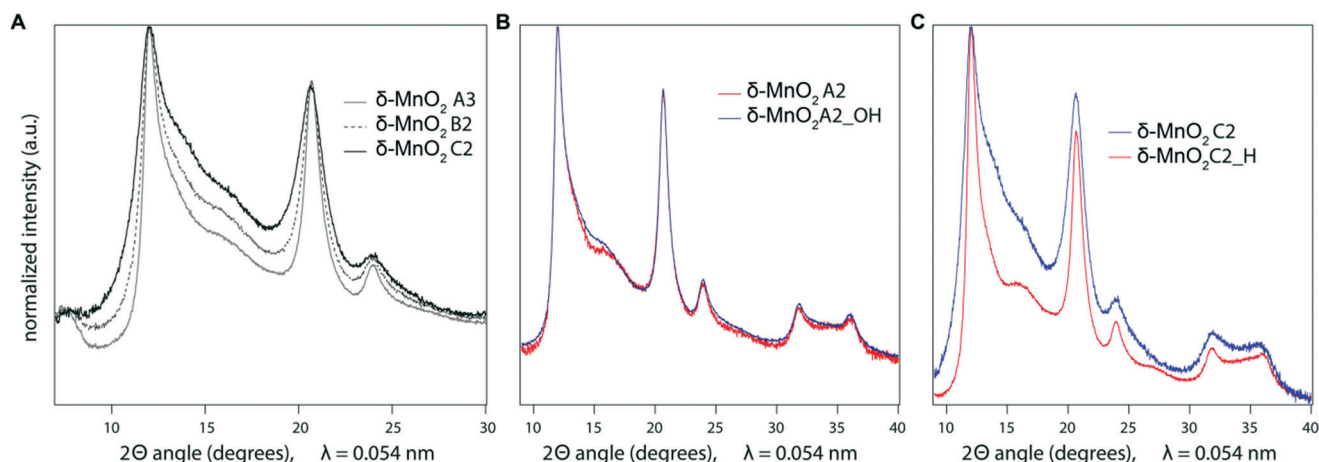 A
normalized intensity (a.u.)
δ-MnO₂ A3
δ-MnO₂ B2
δ-MnO₂ C2
10 15 20 25 30
2Θ angle (degrees), λ = 0.054 nm
B
δ-MnO₂ A2
δ-MnO₂A2_OH
10 15 20 25 30 35 40
2Θ angle (degrees), λ = 0.054 nm
C
δ-MnO₂ C2
δ-MnO₂C2_H
10 15 20 25 30 35 40
2Θ angle (degrees), λ = 0.054 nm